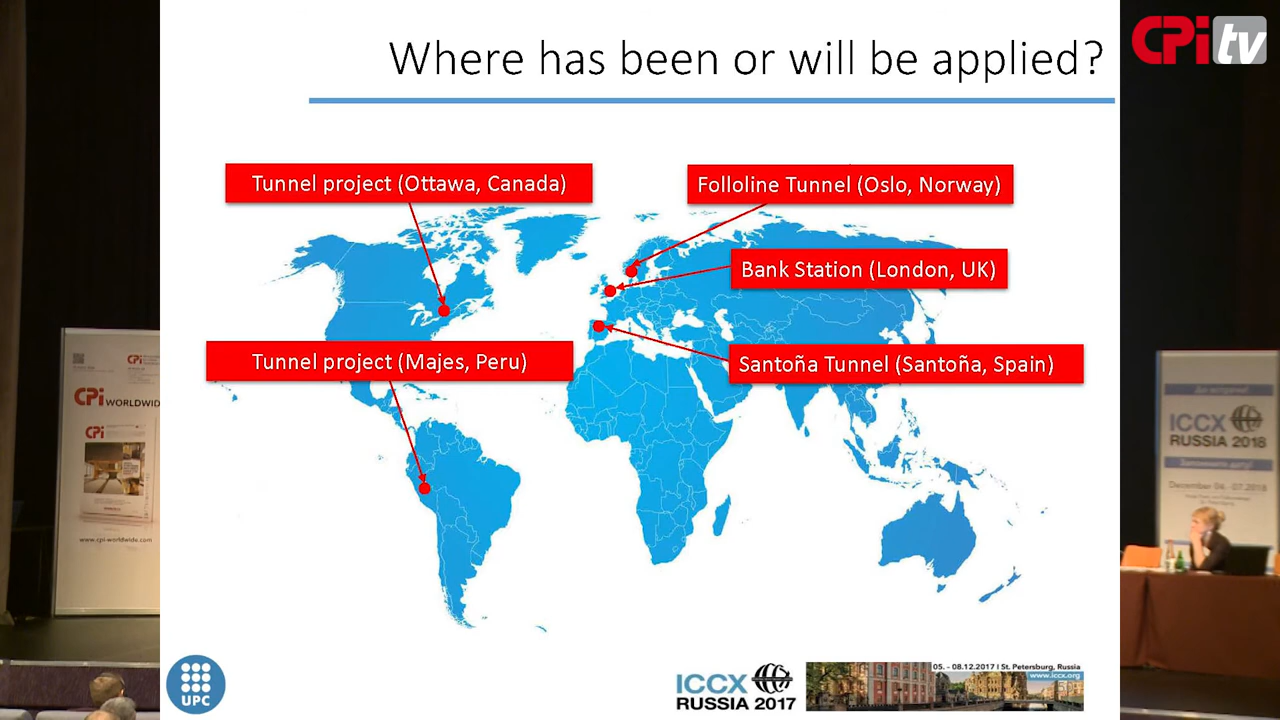 Where has been or will be applied?
CPi tv
Tunnel project (Ottawa, Canada)
Folloline Tunnel (Oslo, Norway)
Bank Station (London, UK)
Tunnel project (Majes, Peru)
Santoña Tunnel (Santoña, Spain)
CPi WORLDWIDE
CPi
www.cpi-worldwide.com
ICCX
RUSSIA 2018
December 04. - 07.2018
UPC
ICCX
RUSSIA 2017
05. - 08.12.2017 I St. Petersburg, Russia
www.iccx.org